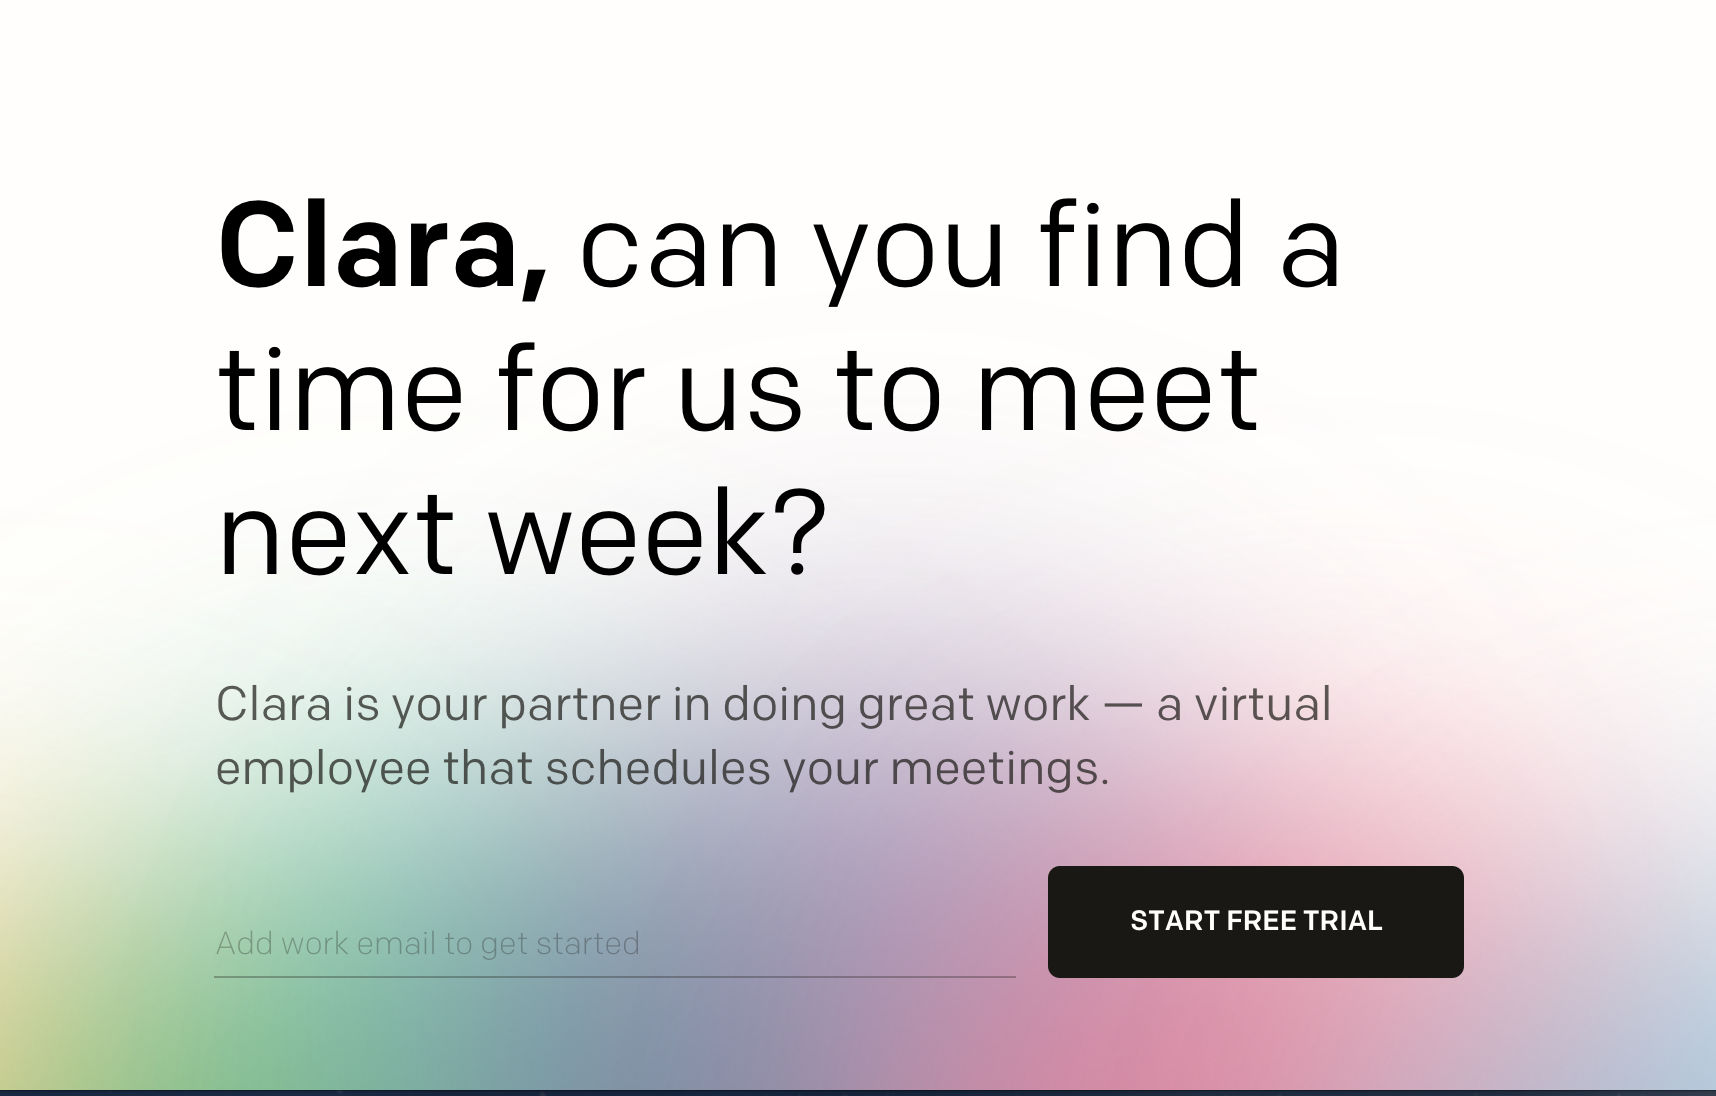 Clara, can you find a
time for us to meet
next week?
Clara is your partner in doing great work — a virtual
employee that schedules your meetings.
Add work email to get started
START FREE TRIAL